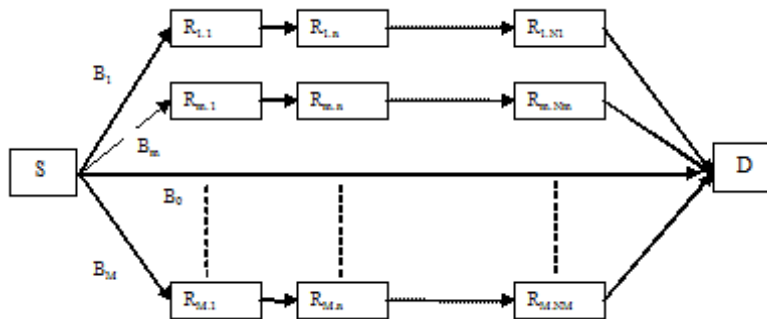 R1.1 R1.n R1.N1
B1
Rm.1 Rm.n Rm.Nm
Bm
S D
B0
BM
RM.1 RM.n RM.NM